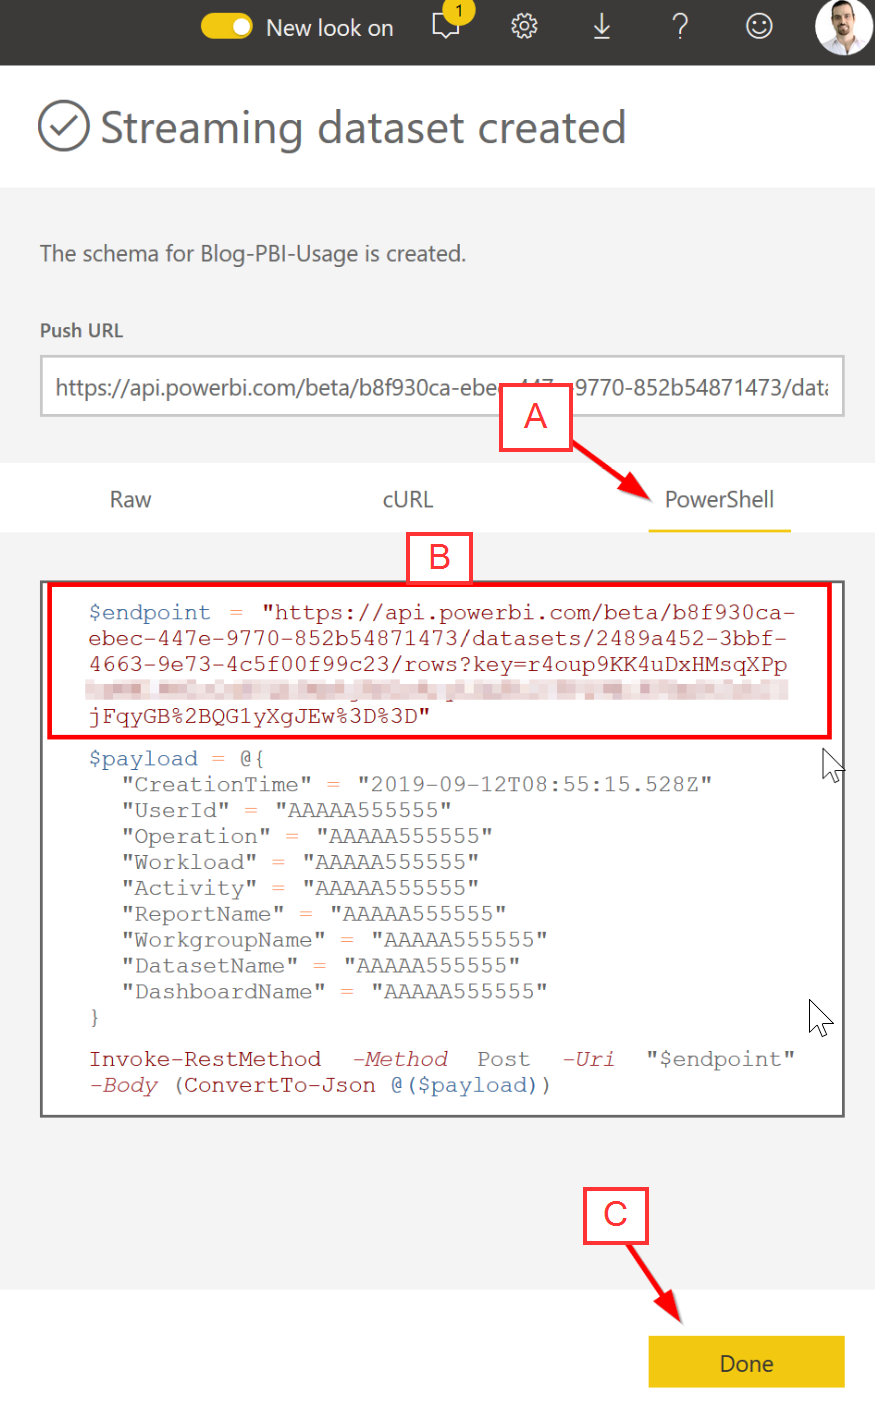 1
New look on
Streaming dataset created
The schema for Blog-PBI-Usage is created.
Push URL
https://api.powerbi.com/beta/b8f930ca-ebec-447e-9770-852b54871473/data
A
Raw cURL PowerShell
B
$endpoint = "https://api.powerbi.com/beta/b8f930ca-
ebec-447e-9770-852b54871473/datasets/2489a452-3bbf-
4663-9e73-4c5f00f99c23/rows?key=r4oup9KK4uDxHMsqXPp
jFqyGB%2BQG1yXgJEw%3D%3D"
$payload = @{
"CreationTime" = "2019-09-12T08:55:15.528Z"
"UserId" = "AAAAA555555"
"Operation" = "AAAAA555555"
"Workload" = "AAAAA555555"
"Activity" = "AAAAA555555"
"ReportName" = "AAAAA555555"
"WorkgroupName" = "AAAAA555555"
"DatasetName" = "AAAAA555555"
"DashboardName" = "AAAAA555555"
}
Invoke-RestMethod -Method Post -Uri "$endpoint"
-Body (ConvertTo-Json @($payload))
C
Done